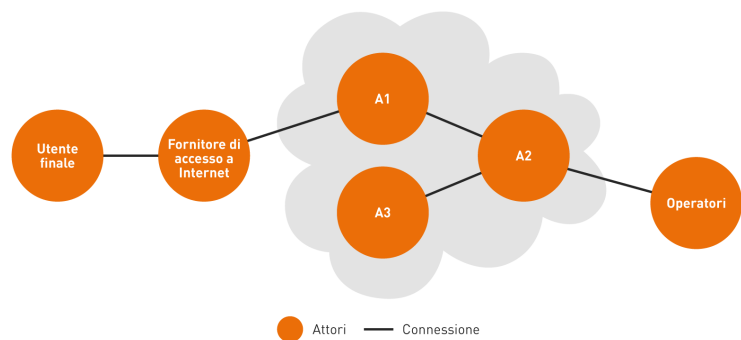 Utente
finale
Fornitore di
accesso a
Internet
A1
A2
A3
Operatori
Attori
Connessione